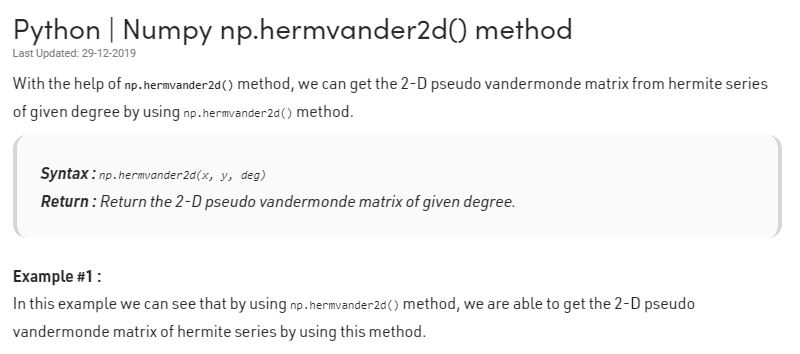 Python | Numpy np.hermvander2d() method
Last Updated: 29-12-2019
With the help of np.hermvander2d() method, we can get the 2-D pseudo vandermonde matrix from hermite series
of given degree by using np.hermvander2d() method.
Syntax : np.hermvander2d(x, y, deg)
Return : Return the 2-D pseudo vandermonde matrix of given degree.
Example #1 :
In this example we can see that by using np.hermvander2d() method, we are able to get the 2-D pseudo
vandermonde matrix of hermite series by using this method.